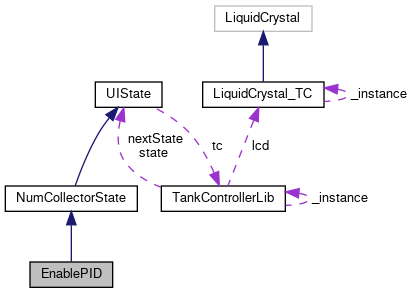 LiquidCrystal
UIState
LiquidCrystal_TC
_instance
nextState
state
tc
lcd
NumCollectorState
TankControllerLib
_instance
EnablePID